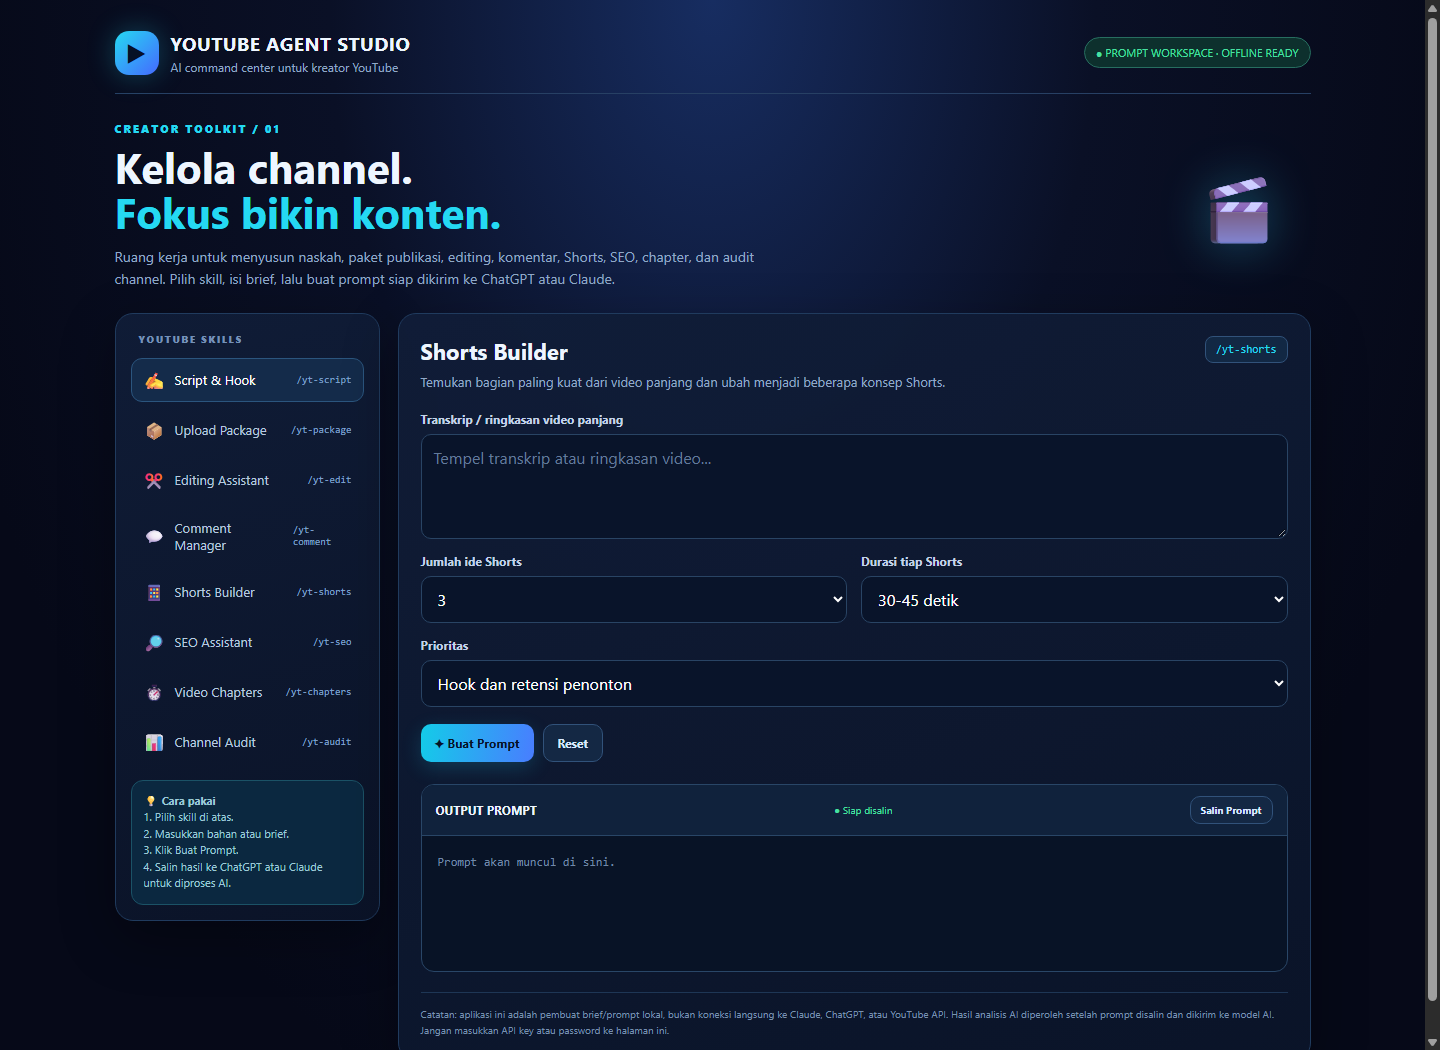 YOUTUBE AGENT STUDIO
AI command center untuk kreator YouTube
● PROMPT WORKSPACE · OFFLINE READY
CREATOR TOOLKIT / 01
Kelola channel.
Fokus bikin konten.
Ruang kerja untuk menyusun naskah, paket publikasi, editing, komentar, Shorts, SEO, chapter, dan audit
channel. Pilih skill, isi brief, lalu buat prompt siap dikirim ke ChatGPT atau Claude.
YOUTUBE SKILLS
Script & Hook /yt-script
Upload Package /yt-package
Editing Assistant /yt-edit
Comment
Manager
/yt-
comment
Shorts Builder /yt-shorts
SEO Assistant /yt-seo
Video Chapters /yt-chapters
Channel Audit /yt-audit
Cara pakai
1. Pilih skill di atas.
2. Masukkan bahan atau brief.
3. Klik Buat Prompt.
4. Salin hasil ke ChatGPT atau Claude
untuk diproses AI.
Shorts Builder
/yt-shorts
Temukan bagian paling kuat dari video panjang dan ubah menjadi beberapa konsep Shorts.
Transkrip / ringkasan video panjang
Tempel transkrip atau ringkasan video...
Jumlah ide Shorts
3
Durasi tiap Shorts
30-45 detik
Prioritas
Hook dan retensi penonton
✦ Buat Prompt
Reset
OUTPUT PROMPT
● Siap disalin
Salin Prompt
Prompt akan muncul di sini.
Catatan: aplikasi ini adalah pembuat brief/prompt lokal, bukan koneksi langsung ke Claude, ChatGPT, atau YouTube API. Hasil analisis AI diperoleh setelah prompt disalin dan dikirim ke model AI.
Jangan masukkan API key atau password ke halaman ini.